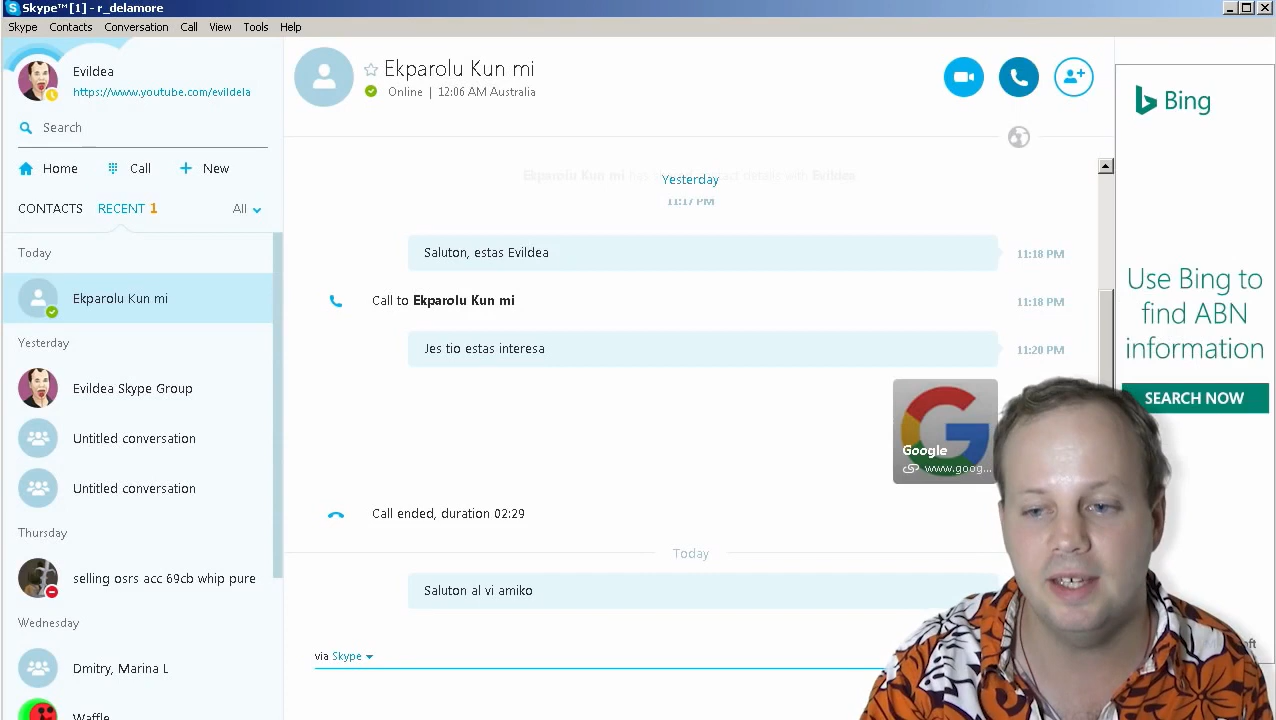 Skype™[1] - r_delamore
Skype Contacts Conversation Call View Tools Help
Evildea
https://www.youtube.com/evildela
Search
Home Call New
CONTACTS RECENT 1 All
Today
Ekparolu Kun mi
Yesterday
Evildea Skype Group
Untitled conversation
Untitled conversation
Thursday
selling osrs acc 69cb whip pure
Wednesday
Dmitry, Marina L
Waffle
Ekparolu Kun mi
Online | 12:06 AM Australia
Yesterday
11:17 PM
Saluton, estas Evildea 11:18 PM
Call to Ekparolu Kun mi 11:18 PM
Jes tio estas interesa 11:20 PM
Google
www.goog...
Call ended, duration 02:29
Today
Saluton al vi amiko
via Skype
Bing
Use Bing to
find ABN
information
SEARCH NOW